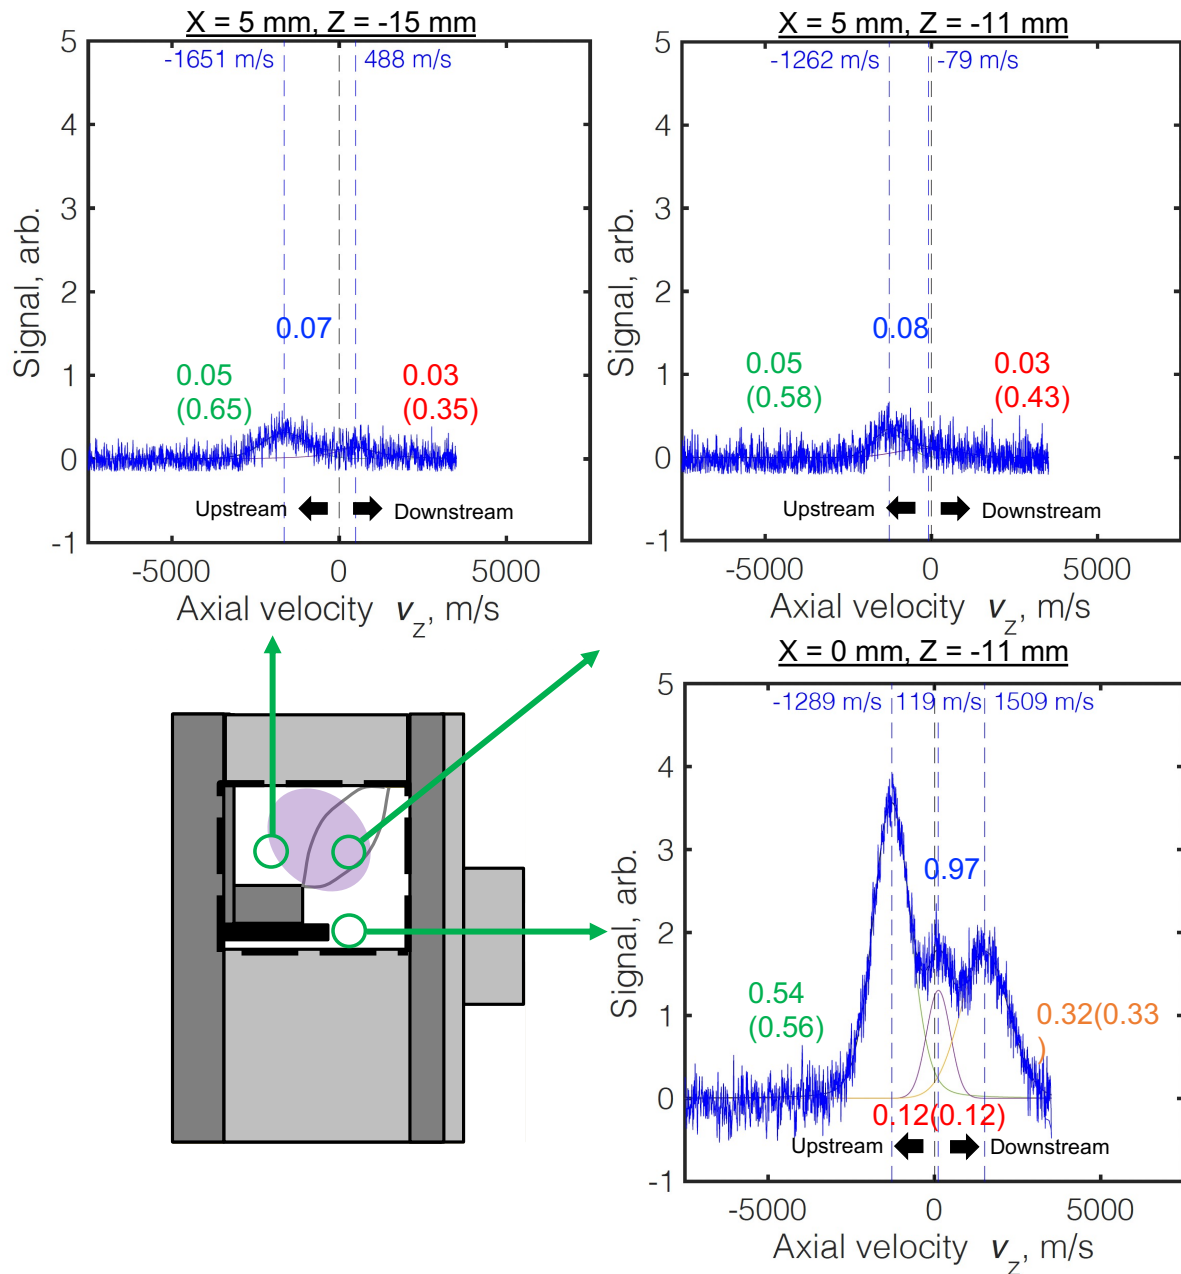 X = 5 mm, Z = -15 mm
-1651 m/s
488 m/s
5
4
3
2
1
0
-1
Signal, arb.
0.07
0.05
(0.65)
0.03
(0.35)
Upstream
Downstream
-5000
0
5000
Axial velocity vz, m/s
X = 5 mm, Z = -11 mm
-1262 m/s
-79 m/s
5
4
3
2
1
0
-1
Signal, arb.
0.08
0.05
(0.58)
0.03
(0.43)
Upstream
Downstream
-5000
0
5000
Axial velocity vz, m/s
X = 0 mm, Z = -11 mm
-1289 m/s
119 m/s
1509 m/s
5
4
3
2
1
0
-1
Signal, arb.
0.97
0.54
(0.56)
0.32(0.33
)
0.12(0.12)
Upstream
Downstream
-5000
0
5000
Axial velocity vz, m/s